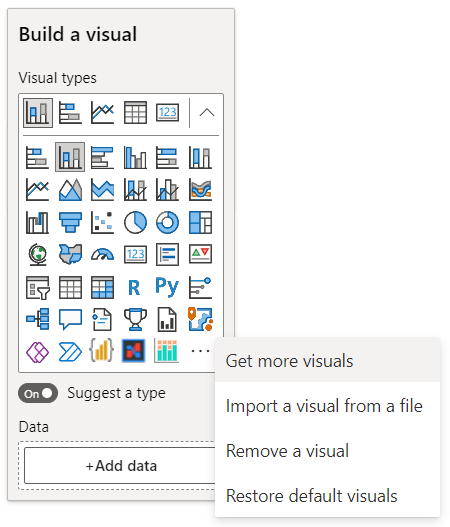 Build a visual
Visual types
123
123
R Py
...
On
Suggest a type
Data
+Add data
Get more visuals
Import a visual from a file
Remove a visual
Restore default visuals